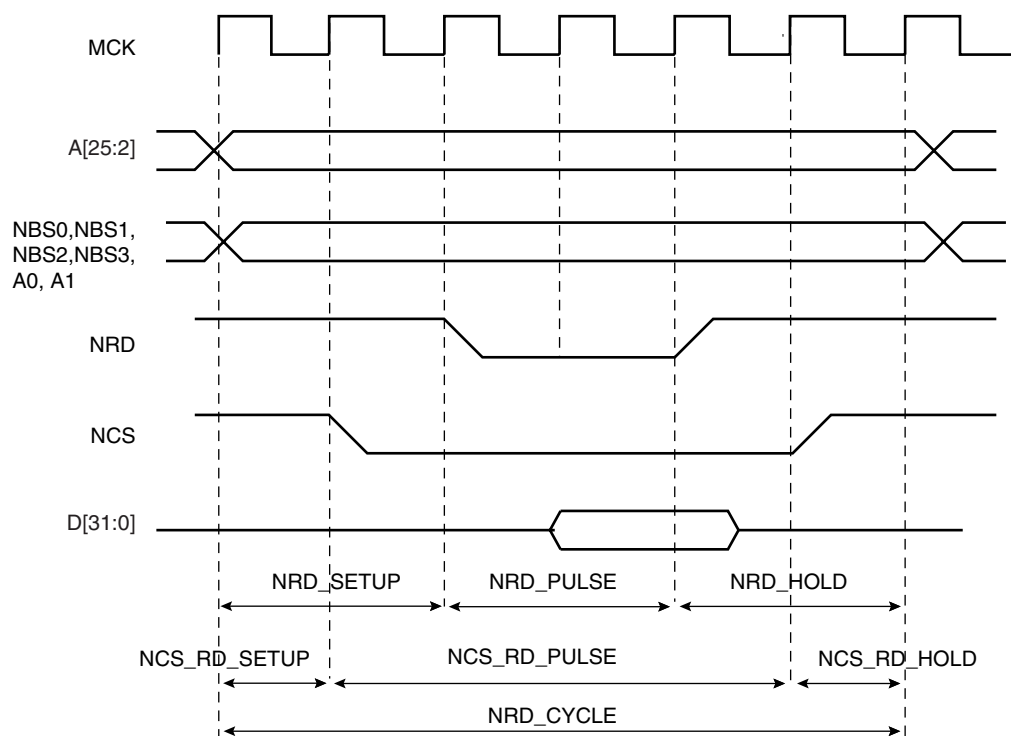 MCK
A[25:2]
NBS0,NBS1,
NBS2,NBS3,
A0, A1
NRD
NCS
D[31:0]
NRD_SETUP NRD_PULSE NRD_HOLD
NCS_RD_SETUP NCS_RD_PULSE NCS_RD_HOLD
NRD_CYCLE